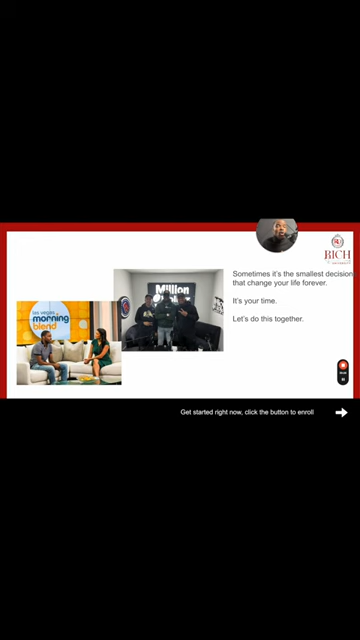 RICH
UNIVERSITY
Sometimes it's the smallest decision
that change your life forever.
It's your time.
Let's do this together.
Million
las vegas
morning
blend
Get started right now, click the button to enroll